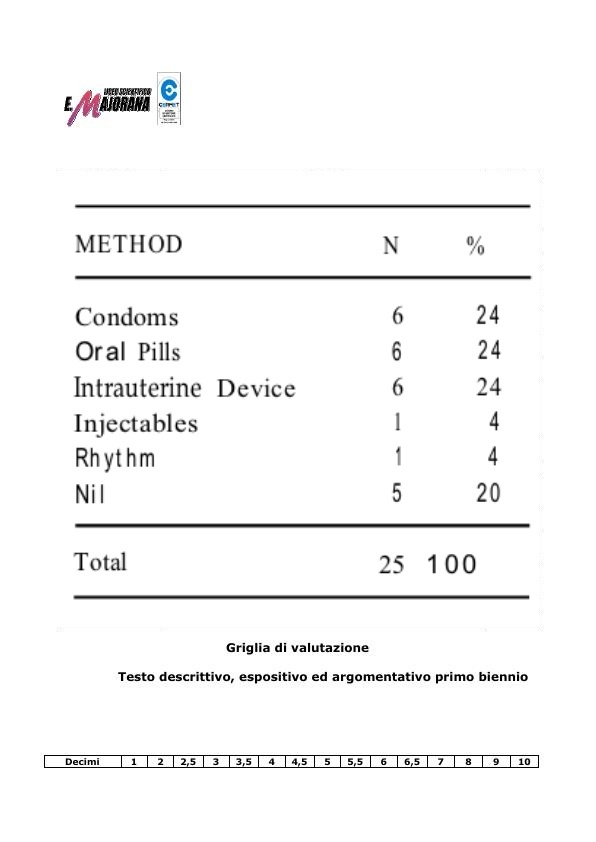 LICEO SCIENTIFICO
E. MAJORANA
CERMET
METHOD N %
Condoms 6 24
Oral Pills 6 24
Intrauterine Device 6 24
Injectables 1 4
Rhythm 1 4
Nil 5 20
Total 25 100
Griglia di valutazione
Testo descrittivo, espositivo ed argomentativo primo biennio
Decimi 1 2 2,5 3 3,5 4 4,5 5 5,5 6 6,5 7 8 9 10